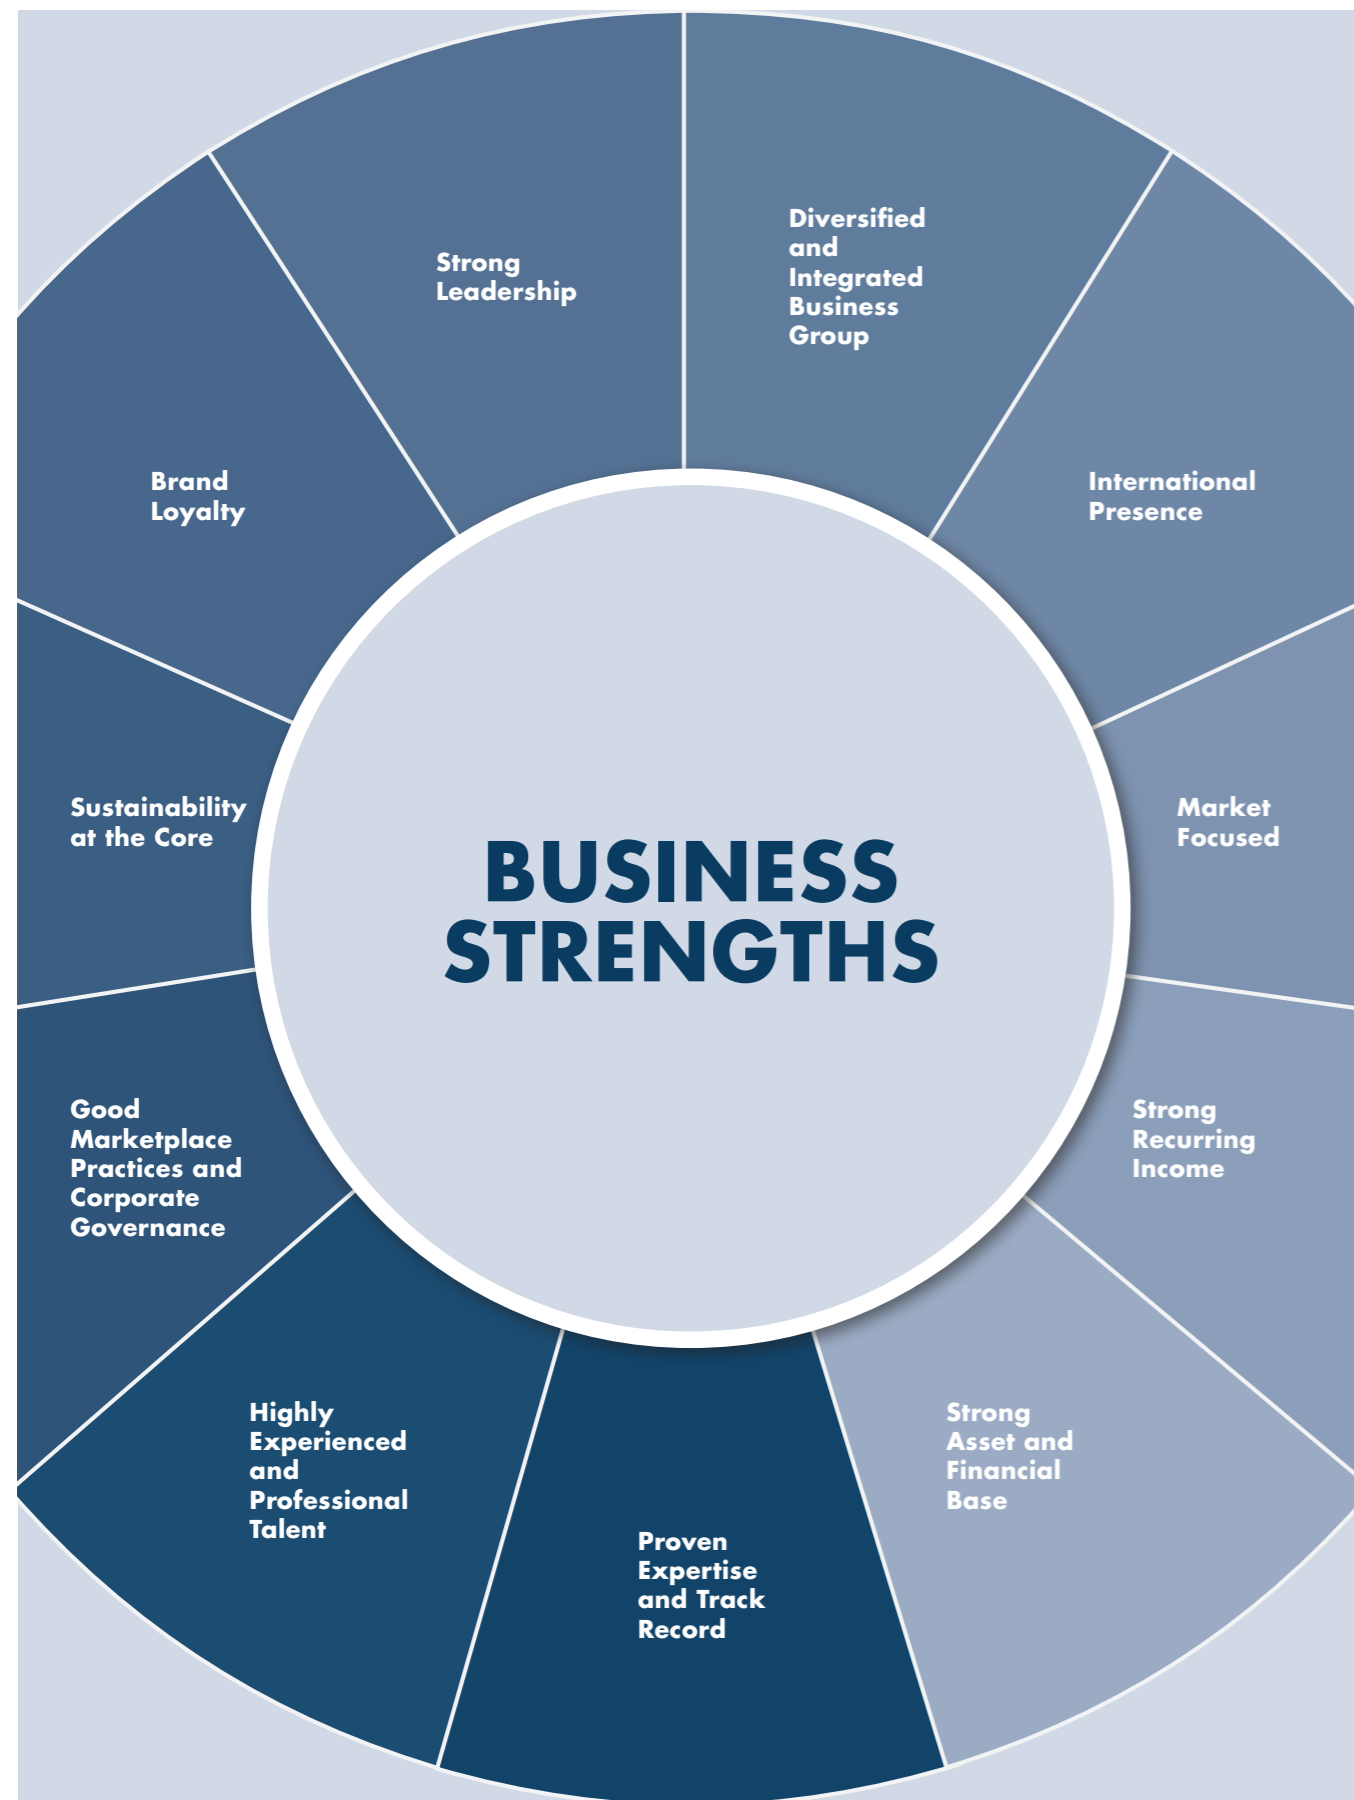 Diversified
and
Integrated
Business
Group
International
Presence
Market
Focused
Strong
Recurring
Income
Strong
Asset and
Financial
Base
Proven
Expertise
and Track
Record
Highly
Experienced
and
Professional
Talent
Good
Marketplace
Practices and
Corporate
Governance
Sustainability
at the Core
Brand
Loyalty
Strong
Leadership
BUSINESS
STRENGTHS